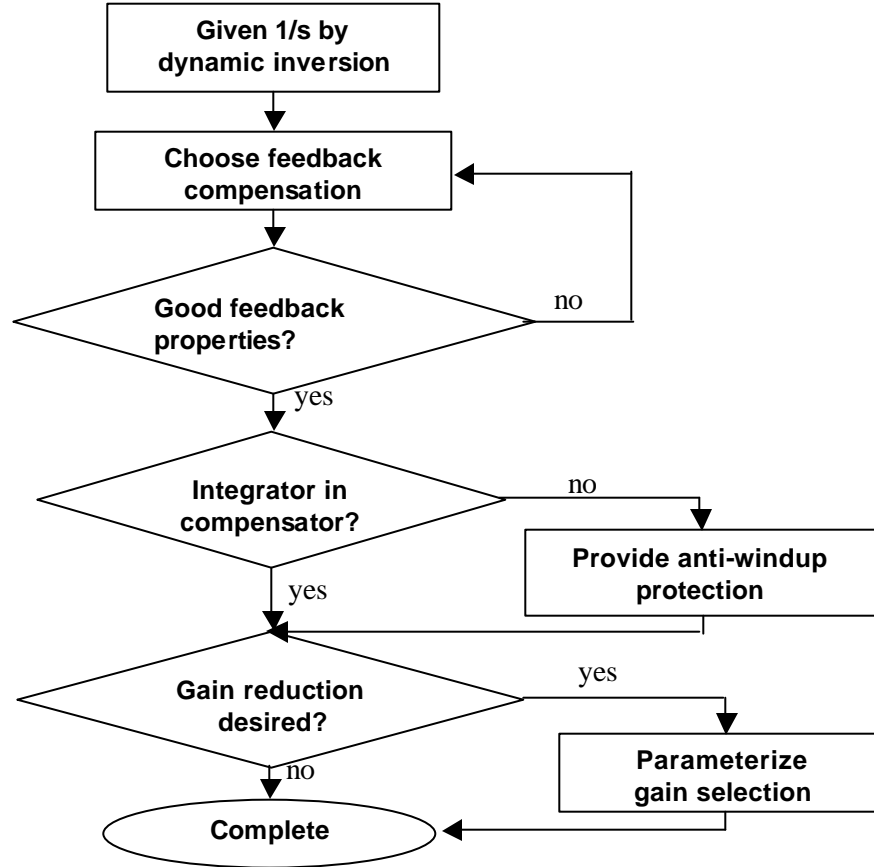 Given 1/s by
dynamic inversion
Choose feedback
compensation
Good feedback
properties?
no
yes
Integrator in
compensator?
no
Provide anti-windup
protection
yes
Gain reduction
desired?
yes
Parameterize
gain selection
no
Complete